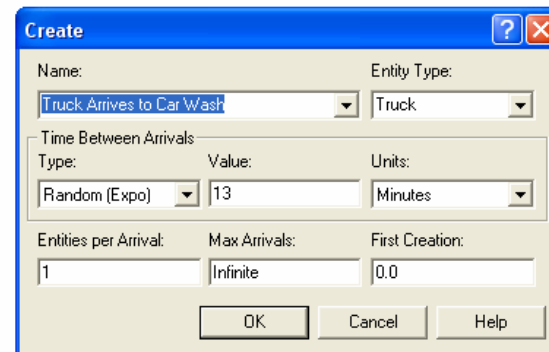 Create
Name: Entity Type:
Truck Arrives to Car Wash Truck
Time Between Arrivals
Type: Value: Units:
Random (Expo) 13 Minutes
Entities per Arrival: Max Arrivals: First Creation:
1 Infinite 0.0
OK Cancel Help